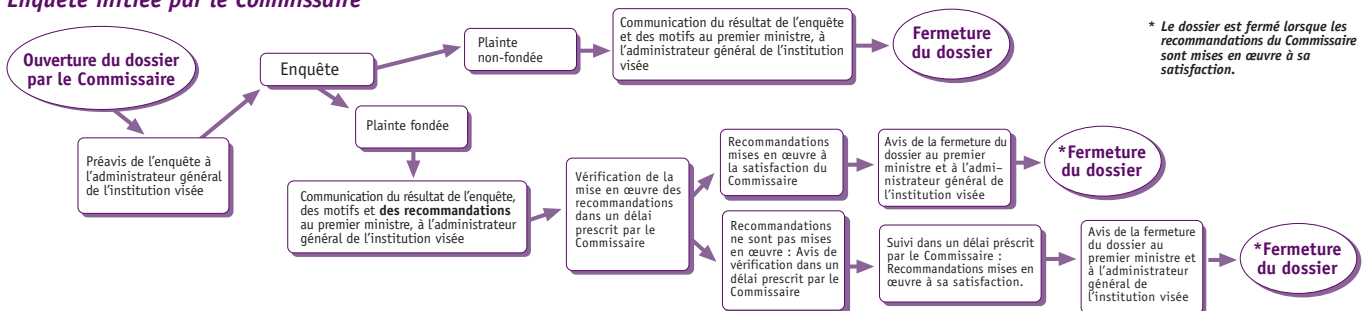 Enquête initiée par le Commissaire
Ouverture du dossier
par le Commissaire
Préavis de l'enquête à
l'administrateur général
de l'institution visée
Enquête
Plainte
non-fondée
Communication du résultat de l'enquête
et des motifs au premier ministre, à
l'administrateur général de l'institution
visée
Fermeture
du dossier
* Le dossier est fermé lorsque les
recommandations du Commissaire
sont mises en œuvre à sa
satisfaction.
Plainte fondée
Communication du résultat de l'enquête,
des motifs et des recommandations
au premier ministre, à l'administrateur
général de l'institution visée
Vérification de la
mise en œuvre des
recommandations
dans un délai
prescrit par le
Commissaire
Recommandations
mises en œuvre à
la satisfaction du
Commissaire
Avis de la fermeture du
dossier au premier
ministre et à l'admi-
nistrateur général de
l'institution visée
*Fermeture
du dossier
Recommandations
ne sont pas mises
en œuvre : Avis de
vérification dans un
délai prescrit par le
Commissaire
Suivi dans un délai préscrit
par le Commissaire :
Recommandations mises en
œuvre à sa satisfaction.
Avis de la fermeture
du dossier au
premier ministre et
à l'administrateur
général de
l'institution visée
*Fermeture
du dossier